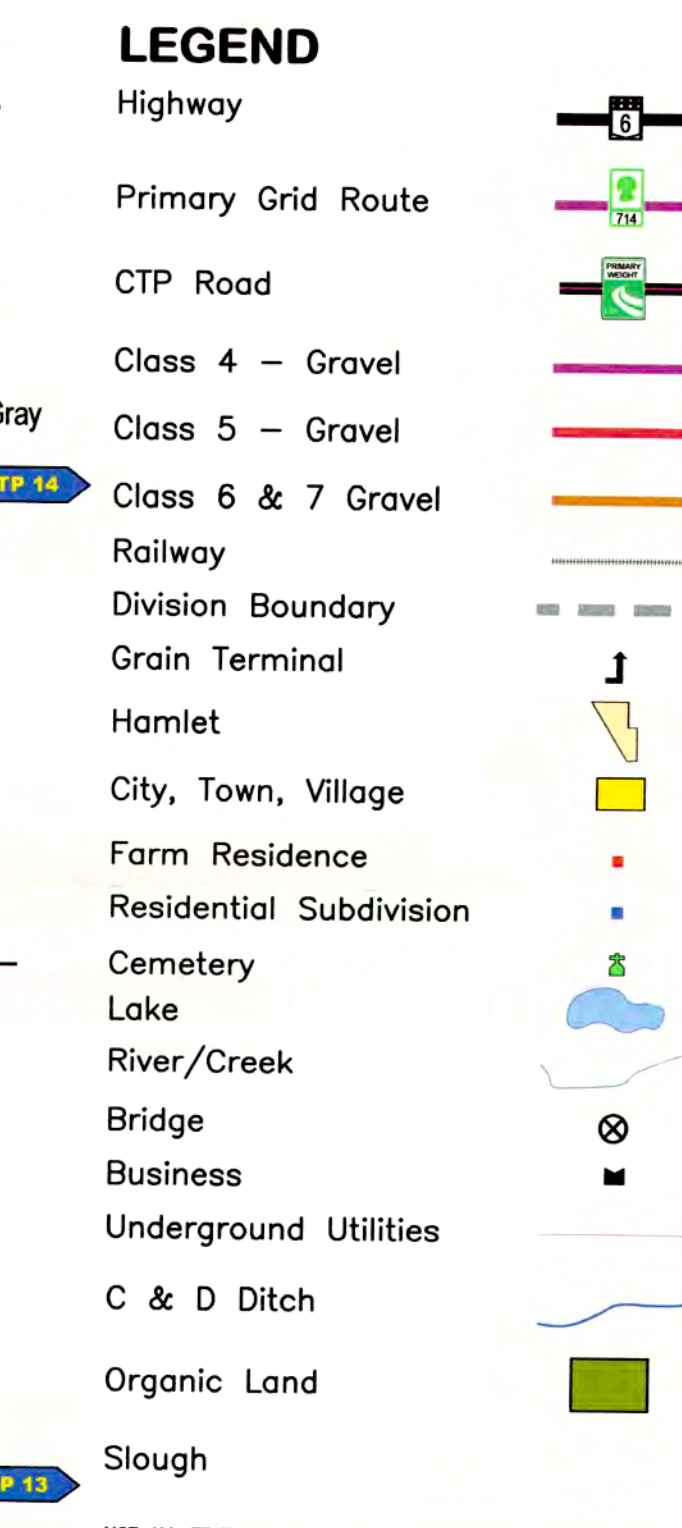 LEGEND
Highway
6
Primary Grid Route
714
CTP Road
PRIMARY
WEIGHT
Class 4 – Gravel
Gray
Class 5 – Gravel
TP 14
Class 6 & 7 Gravel
Railway
Division Boundary
Grain Terminal
Hamlet
City, Town, Village
Farm Residence
Residential Subdivision
Cemetery
Lake
River/Creek
Bridge
Business
Underground Utilities
C & D Ditch
Organic Land
Slough
P 13